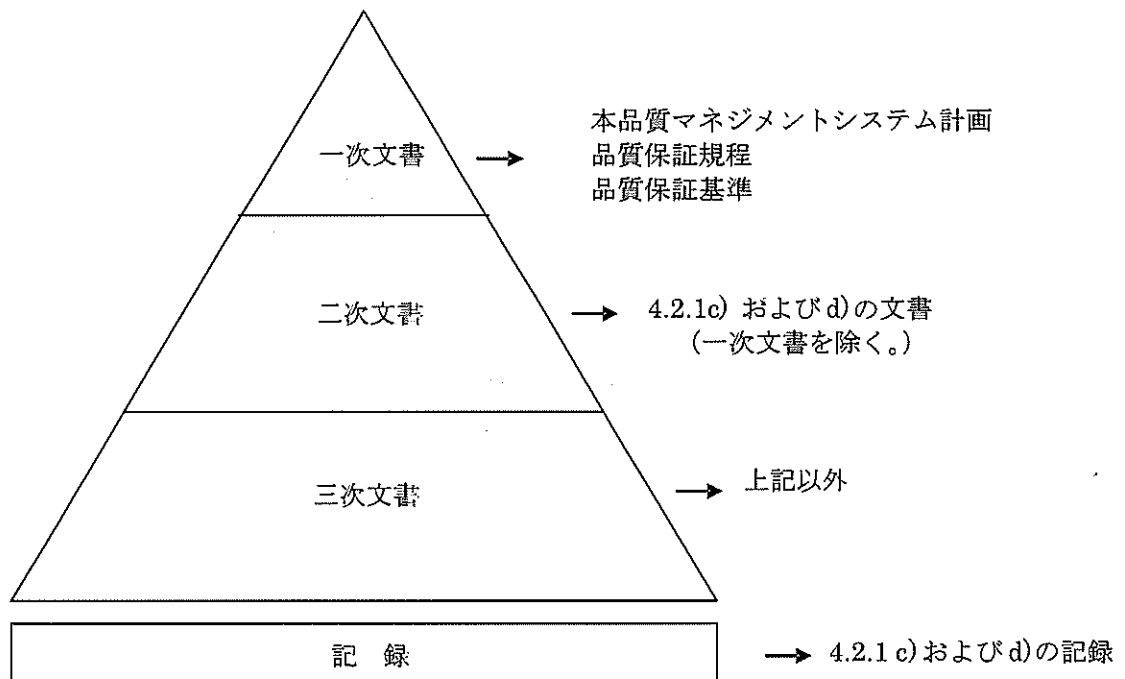 一次文書 → 本品質マネジメントシステム計画
品質保証規程
品質保証基準
二次文書 → 4.2.1c) および d)の文書
(一次文書を除く。)
三次文書 → 上記以外
記 録 → 4.2.1 c)および d)の記録